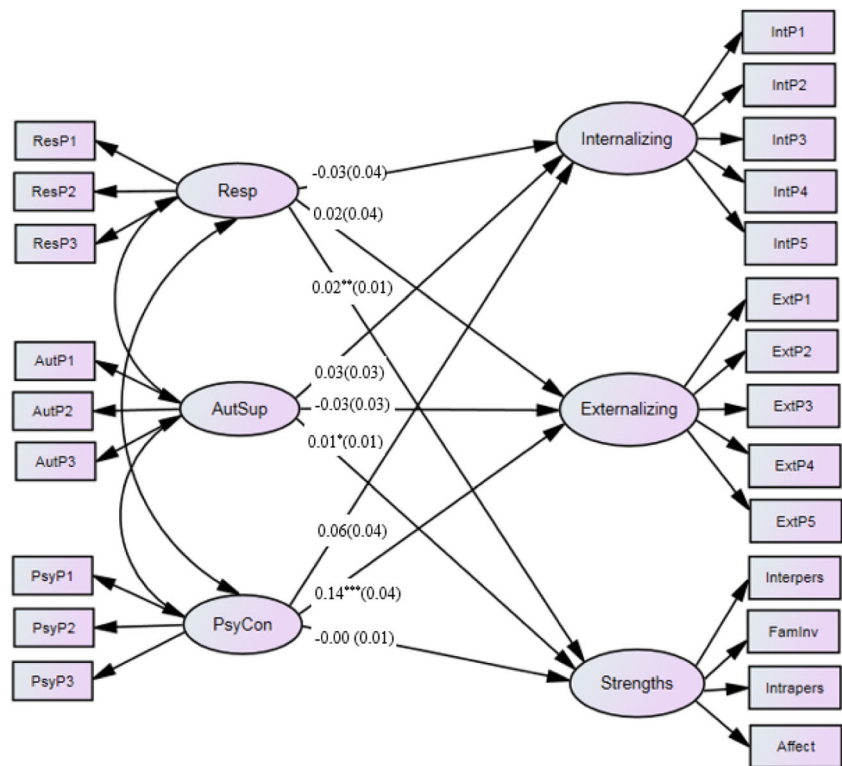 IntP1
IntP2
IntP3
IntP4
IntP5
Internalizing
ResP1
ResP2
ResP3
Resp
-0.03(0.04)
0.02(0.04)
0.02**(0.01)
ExtP1
ExtP2
ExtP3
ExtP4
ExtP5
Externalizing
AutP1
AutP2
AutP3
AutSup
0.03(0.03)
-0.03(0.03)
0.01*(0.01)
PsyP1
PsyP2
PsyP3
PsyCon
0.06(0.04)
0.14***(0.04)
-0.00 (0.01)
Strengths
Interpers
FamInv
Intrapers
Affect